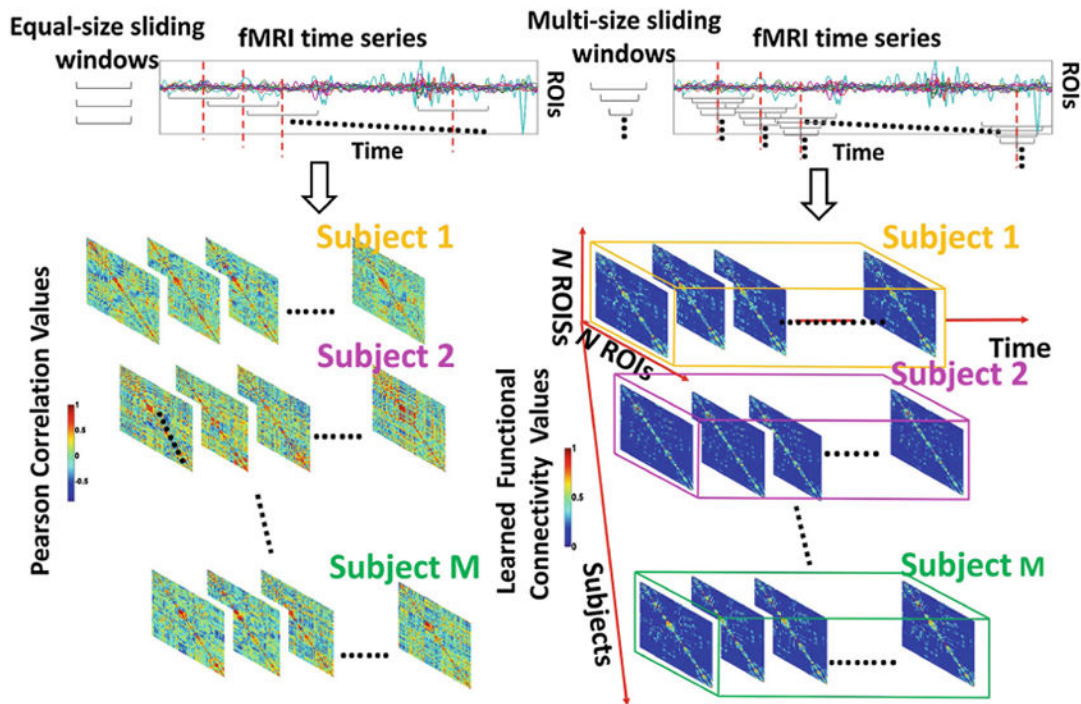 Equal-size sliding
windows
fMRI time series
ROIs
Time
Multi-size sliding
windows
fMRI time series
ROIs
Time
Pearson Correlation Values
1
0.5
0
-0.5
Subject 1
Subject 2
Subject M
Learned Functional
Connectivity Values
1
0.5
0
N ROISs
N ROIs
Subjects
Time
Subject 1
Subject 2
Subject M